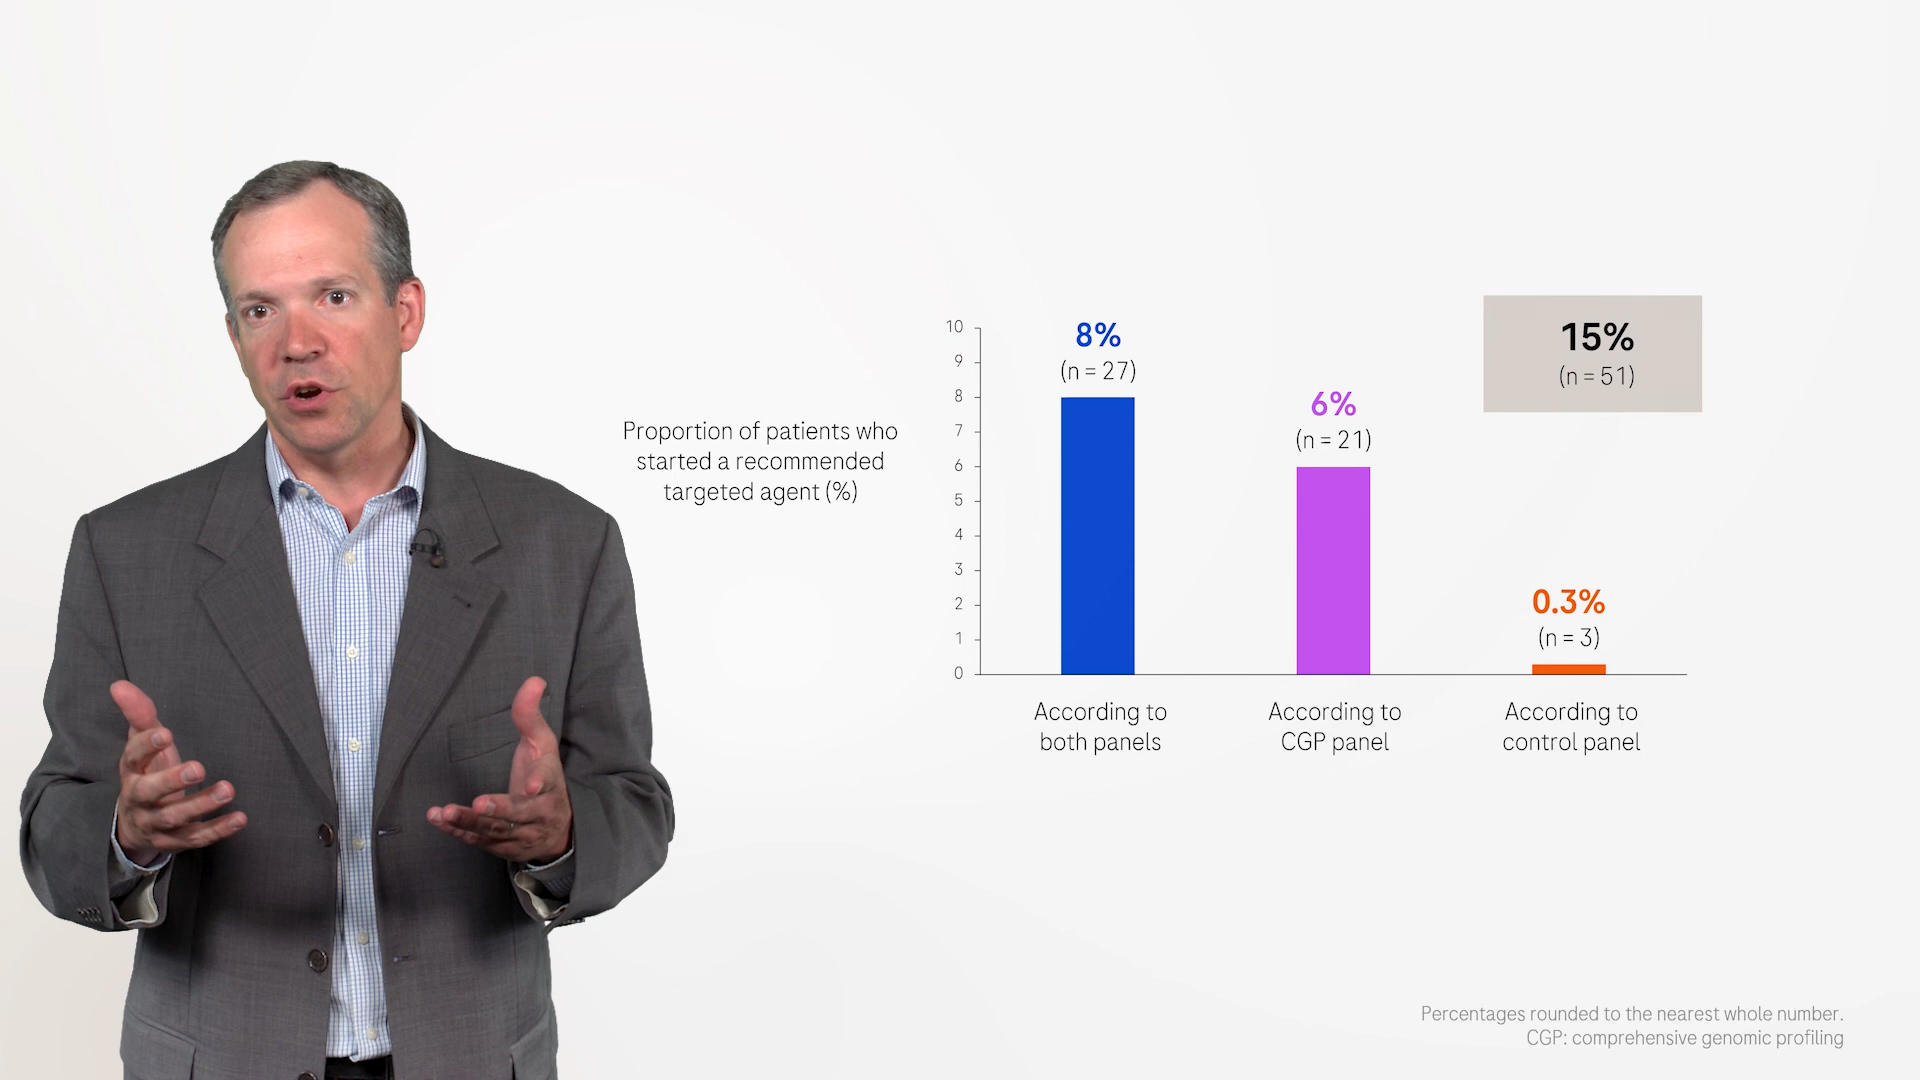 Proportion of patients who
started a recommended
targeted agent (%)
10
9
8
7
6
5
4
3
2
1
0
8%
(n = 27)
6%
(n = 21)
0.3%
(n = 3)
15%
(n = 51)
According to
both panels
According to
CGP panel
According to
control panel
Percentages rounded to the nearest whole number.
CGP: comprehensive genomic profiling